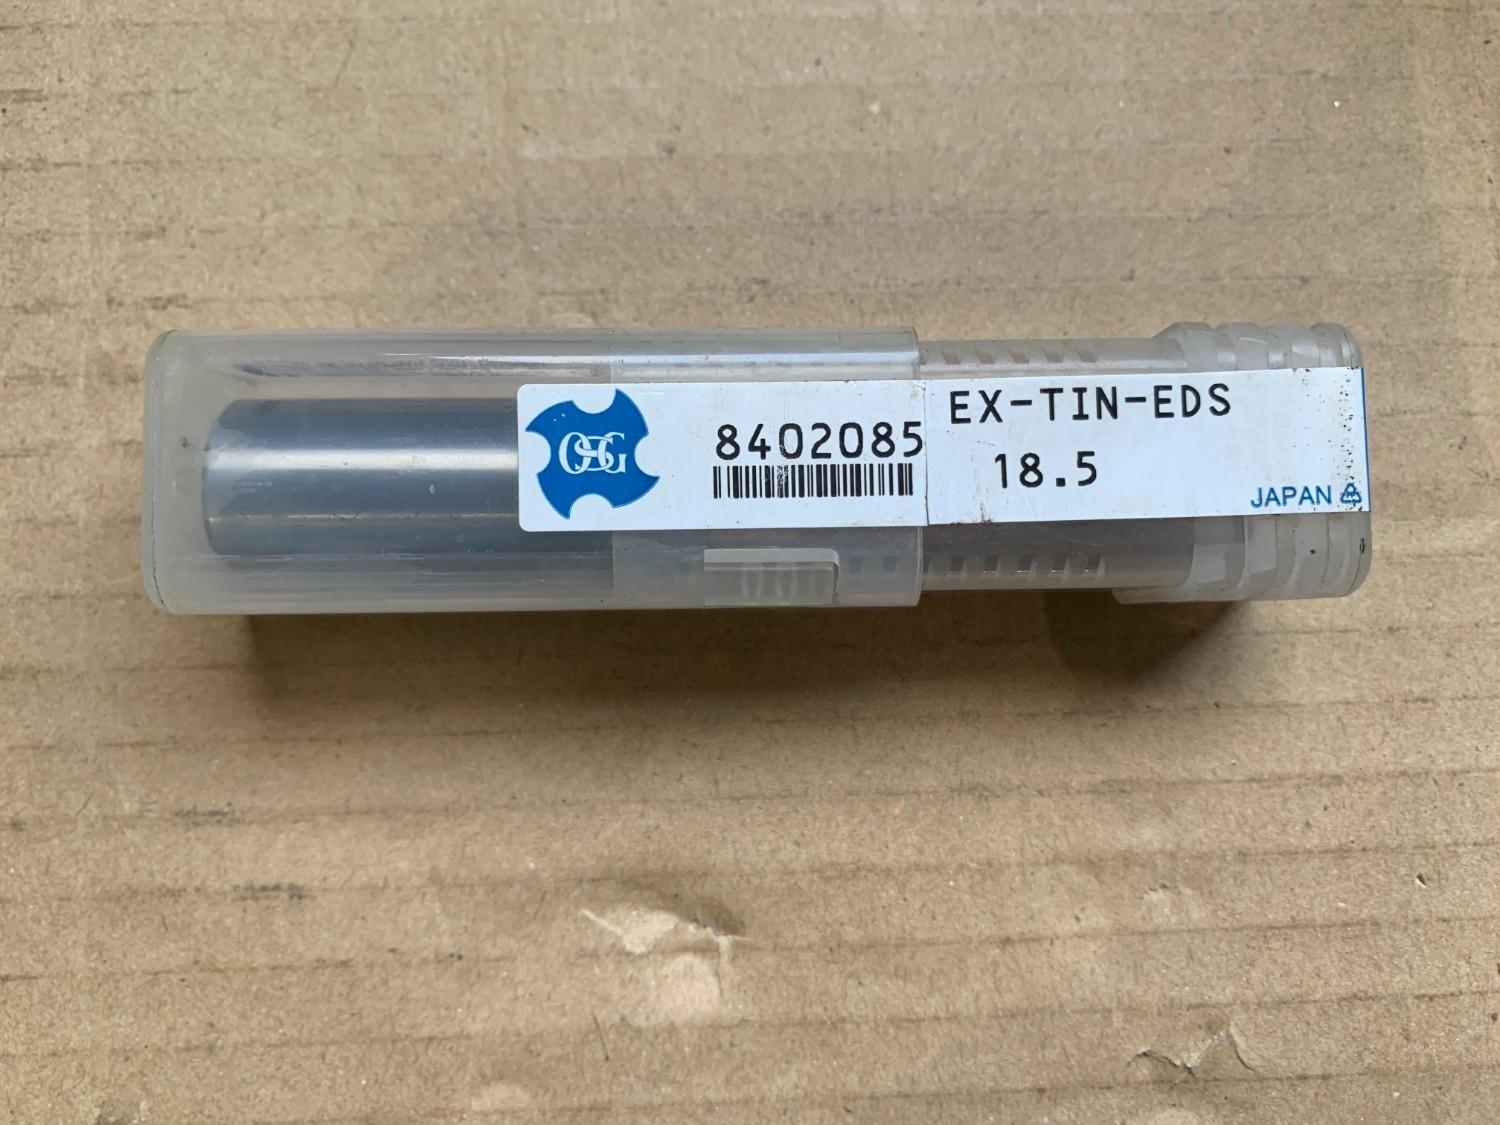 OSG
8402085
EX-TIN-EDS
18.5
JAPAN